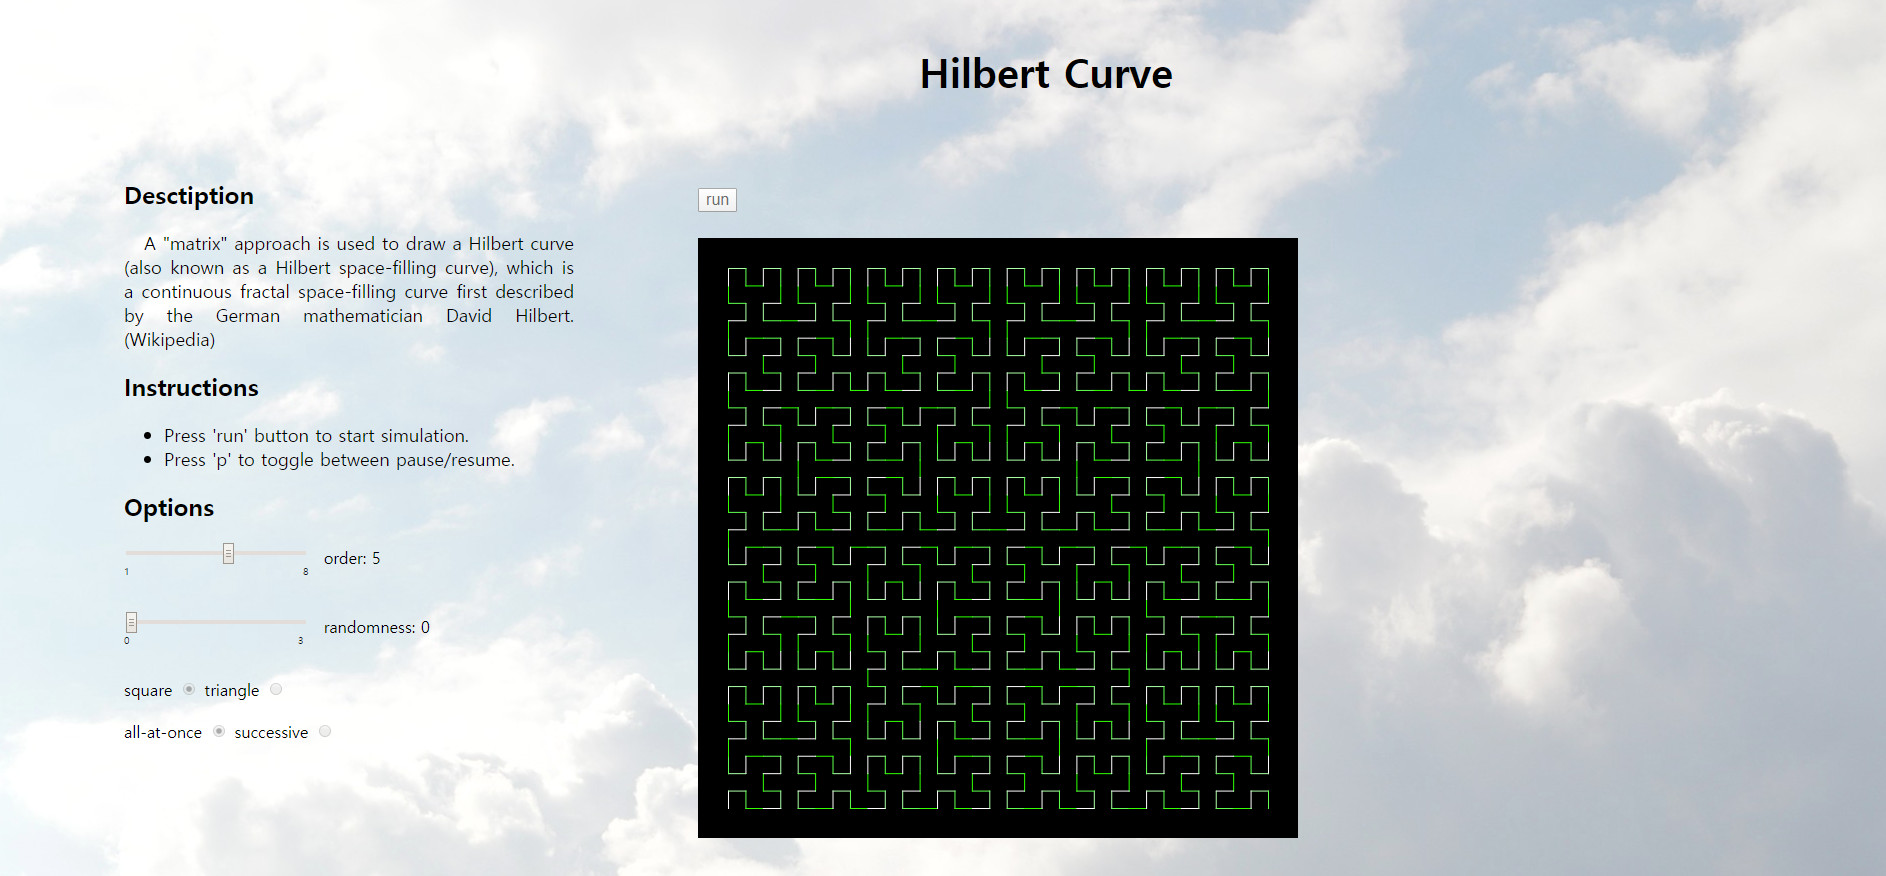 Hilbert Curve
Desctiption
A "matrix" approach is used to draw a Hilbert curve
(also known as a Hilbert space-filling curve), which is
a continuous fractal space-filling curve first described
by the German mathematician David Hilbert.
(Wikipedia)
Instructions
Press 'run' button to start simulation.
Press 'p' to toggle between pause/resume.
Options
order: 5
1 8
randomness: 0
0 3
square triangle
all-at-once successive
run